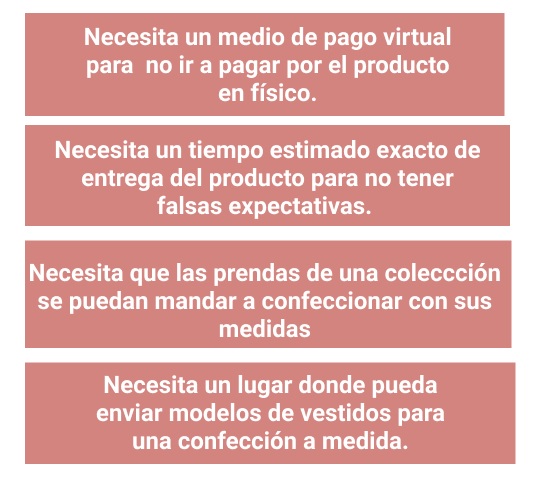 Necesita un medio de pago virtual
para  no ir a pagar por el producto
en físico.
Necesita un tiempo estimado exacto de
entrega del producto para no tener
falsas expectativas.
Necesita que las prendas de una coleccción
se puedan mandar a confeccionar con sus
medidas
Necesita un lugar donde pueda
enviar modelos de vestidos para
una confección a medida.